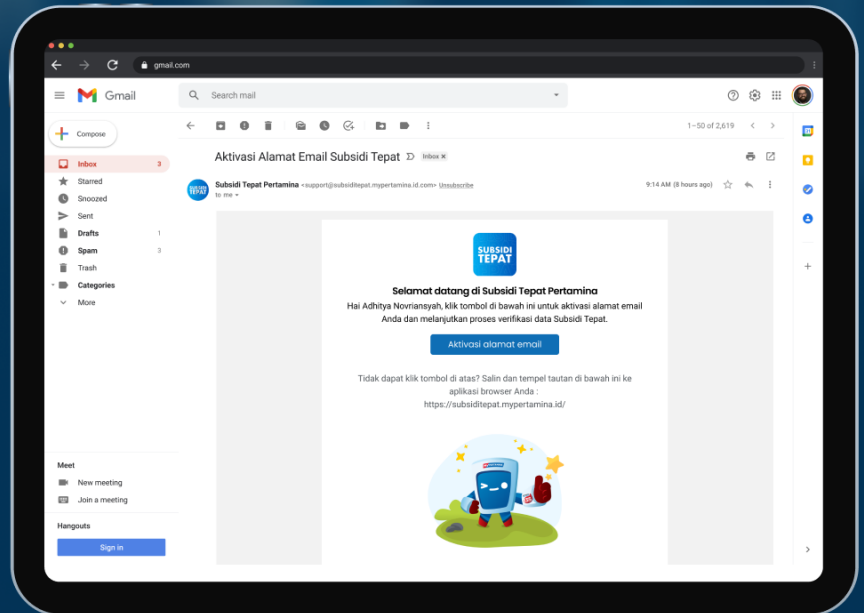 gmail.com
Gmail
Search mail
Compose
1–50 of 2,619
Inbox 3
Starred
Snoozed
Sent
Drafts 1
Spam 3
Trash
Categories
More
Aktivasi Alamat Email Subsidi Tepat Inbox x
SUBSIDI
TEPAT
Subsidi Tepat Pertamina <support@subsiditepat.mypertamina.id.com> Unsubscribe
9:14 AM (8 hours ago)
to me
SUBSIDI
TEPAT
Selamat datang di Subsidi Tepat Pertamina
Hai Adhitya Novriansyah, klik tombol di bawah ini untuk aktivasi alamat email
Anda dan melanjutkan proses verifikasi data Subsidi Tepat.
Aktivasi alamat email
Tidak dapat klik tombol di atas? Salin dan tempel tautan di bawah ini ke
aplikasi browser Anda :
https://subsiditepat.mypertamina.id/
Meet
New meeting
Join a meeting
Hangouts
Sign in